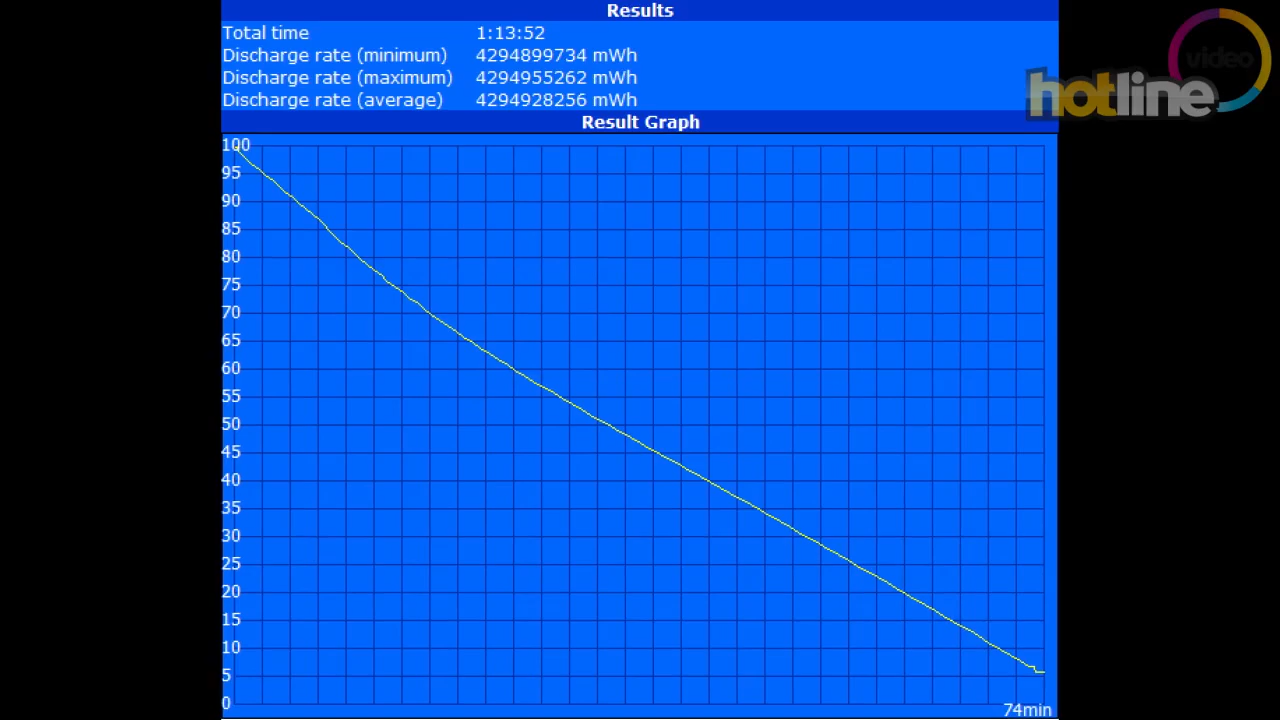 Results
Total time 1:13:52
Discharge rate (minimum) 4294899734 mWh
Discharge rate (maximum) 4294955262 mWh
Discharge rate (average) 4294928256 mWh
Result Graph
100
95
90
85
80
75
70
65
60
55
50
45
40
35
30
25
20
15
10
5
0
74min
video
hotline